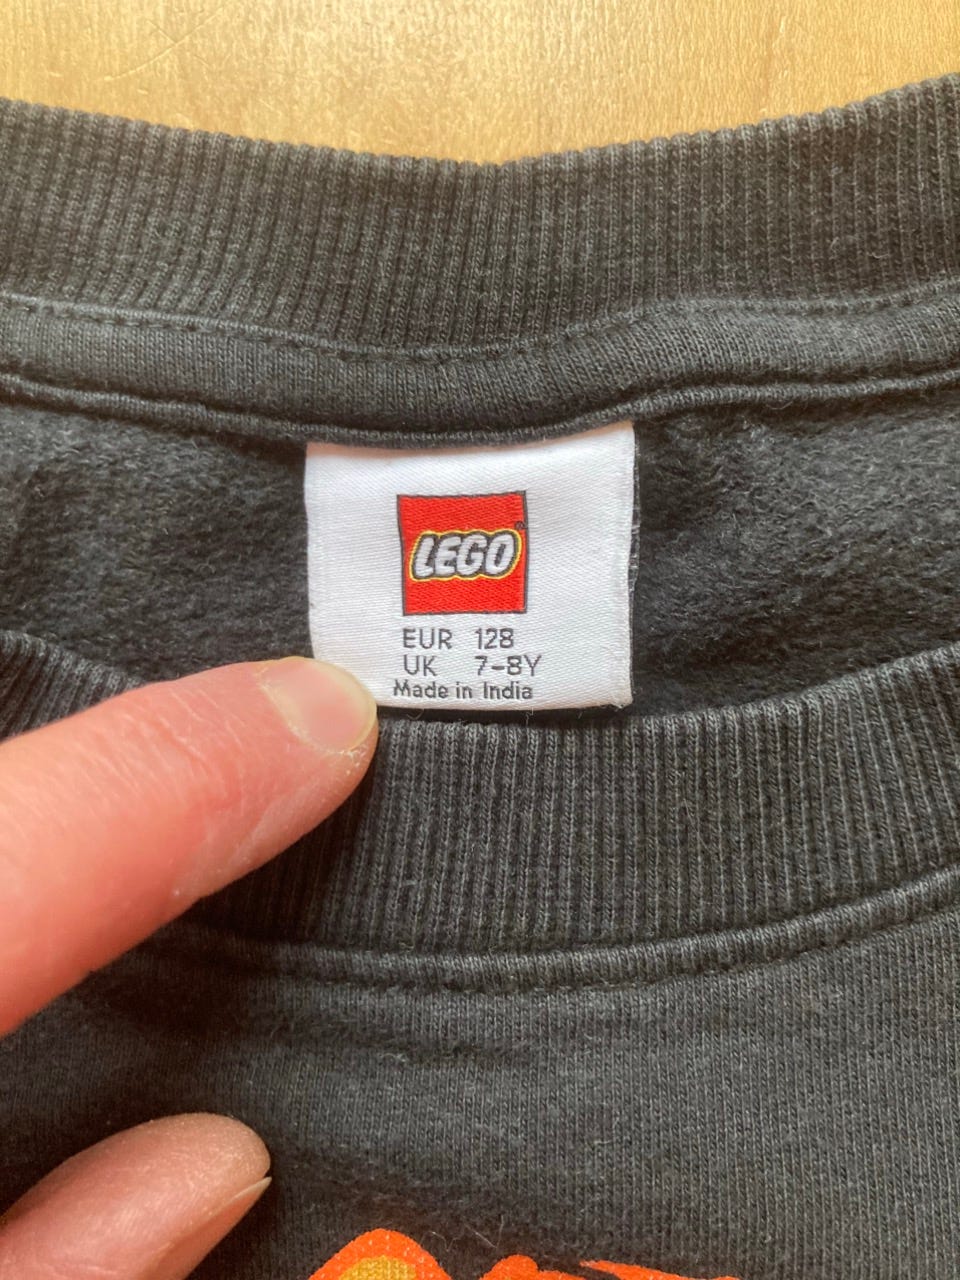 LEGO®
EUR 128
UK 7-8Y
Made in India